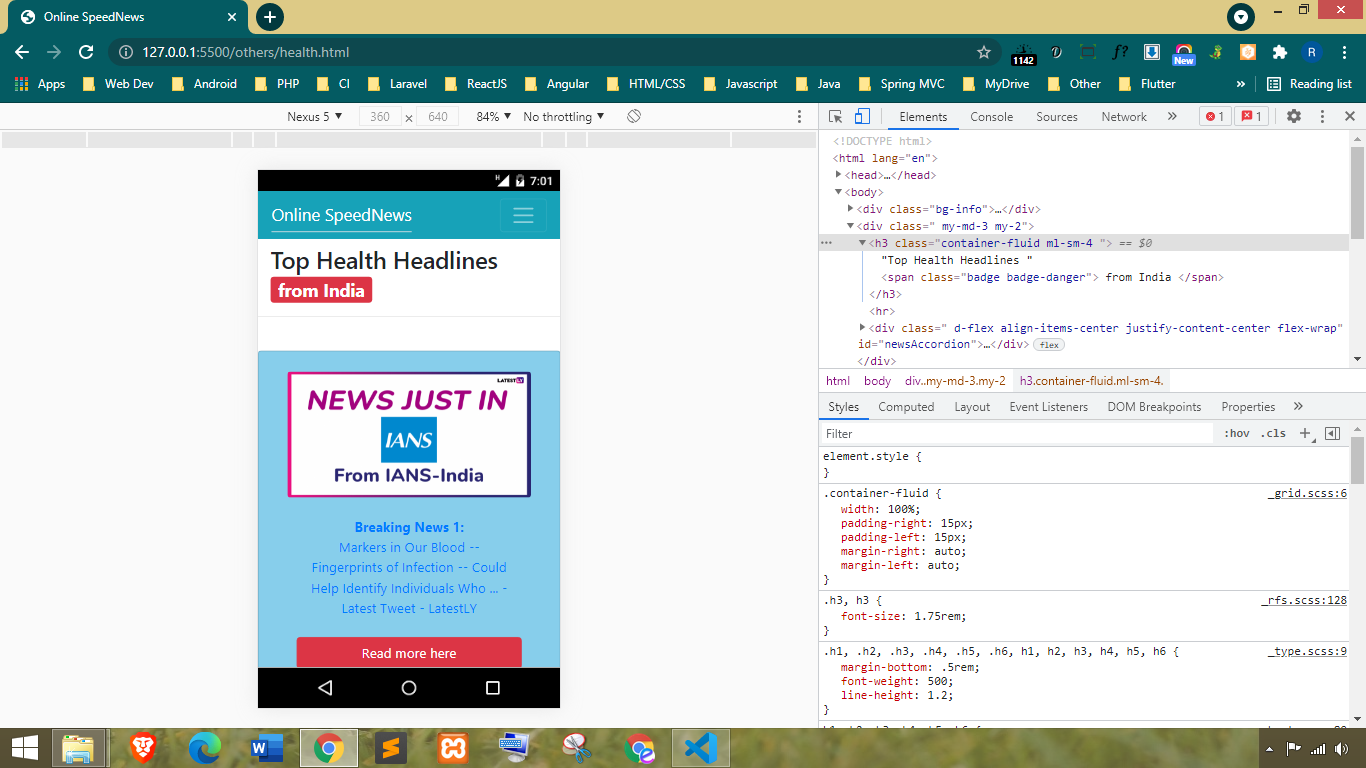 Online SpeedNews
127.0.0.1:5500/others/health.html
1142
New
R
Apps Web Dev Android PHP CI Laravel ReactJS Angular HTML/CSS Javascript Java Spring MVC MyDrive Other Flutter » Reading list
Nexus 5 ▼ 360 × 640 84% ▼ No throttling ▼
Elements Console Sources Network » 1 1
7:01
Online SpeedNews
Top Health Headlines
from India
LATESTLY
NEWS JUST IN
IANS
From IANS-India
Breaking News 1:
Markers in Our Blood --
Fingerprints of Infection -- Could
Help Identify Individuals Who ... -
Latest Tweet - LatestLY
Read more here
<!DOCTYPE html>
<html lang="en">
<head>…</head>
<body>
<div class="bg-info">…</div>
<div class=" my-md-3 my-2">
<h3 class="container-fluid ml-sm-4 "> == $0
"Top Health Headlines "
<span class="badge badge-danger"> from India </span>
</h3>
<hr>
<div class=" d-flex align-items-center justify-content-center flex-wrap"
id="newsAccordion">…</div> flex
</div>
html body div..my-md-3.my-2 h3.container-fluid.ml-sm-4.
Styles Computed Layout Event Listeners DOM Breakpoints Properties »
Filter :hov .cls +
element.style {
}
.container-fluid { _grid.scss:6
width: 100%;
padding-right: 15px;
padding-left: 15px;
margin-right: auto;
margin-left: auto;
}
.h3, h3 { _rfs.scss:128
font-size: 1.75rem;
}
.h1, .h2, .h3, .h4, .h5, .h6, h1, h2, h3, h4, h5, h6 { _type.scss:9
margin-bottom: .5rem;
font-weight: 500;
line-height: 1.2;
}